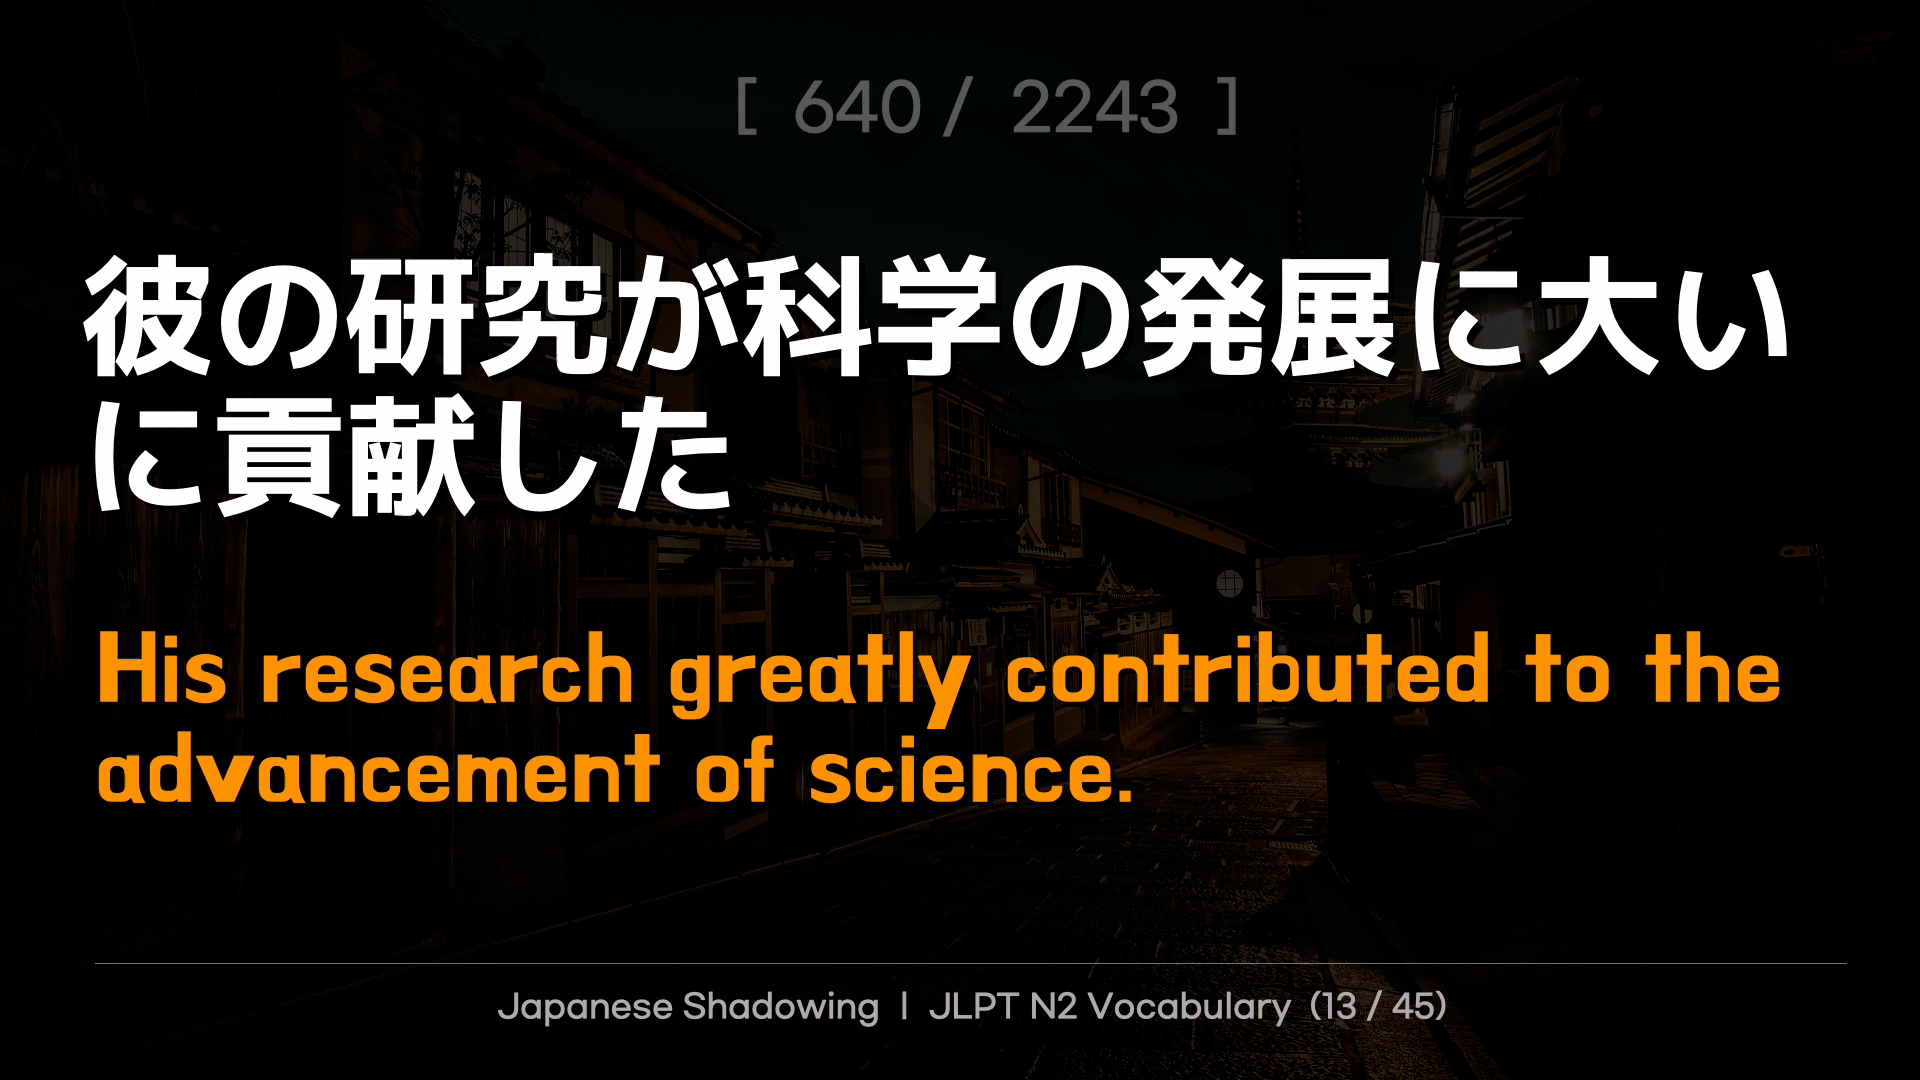 [ 640 / 2243 ]
彼の研究が科学の発展に大い
に貢献した
His research greatly contributed to the
advancement of science.
Japanese Shadowing | JLPT N2 Vocabulary (13 / 45)